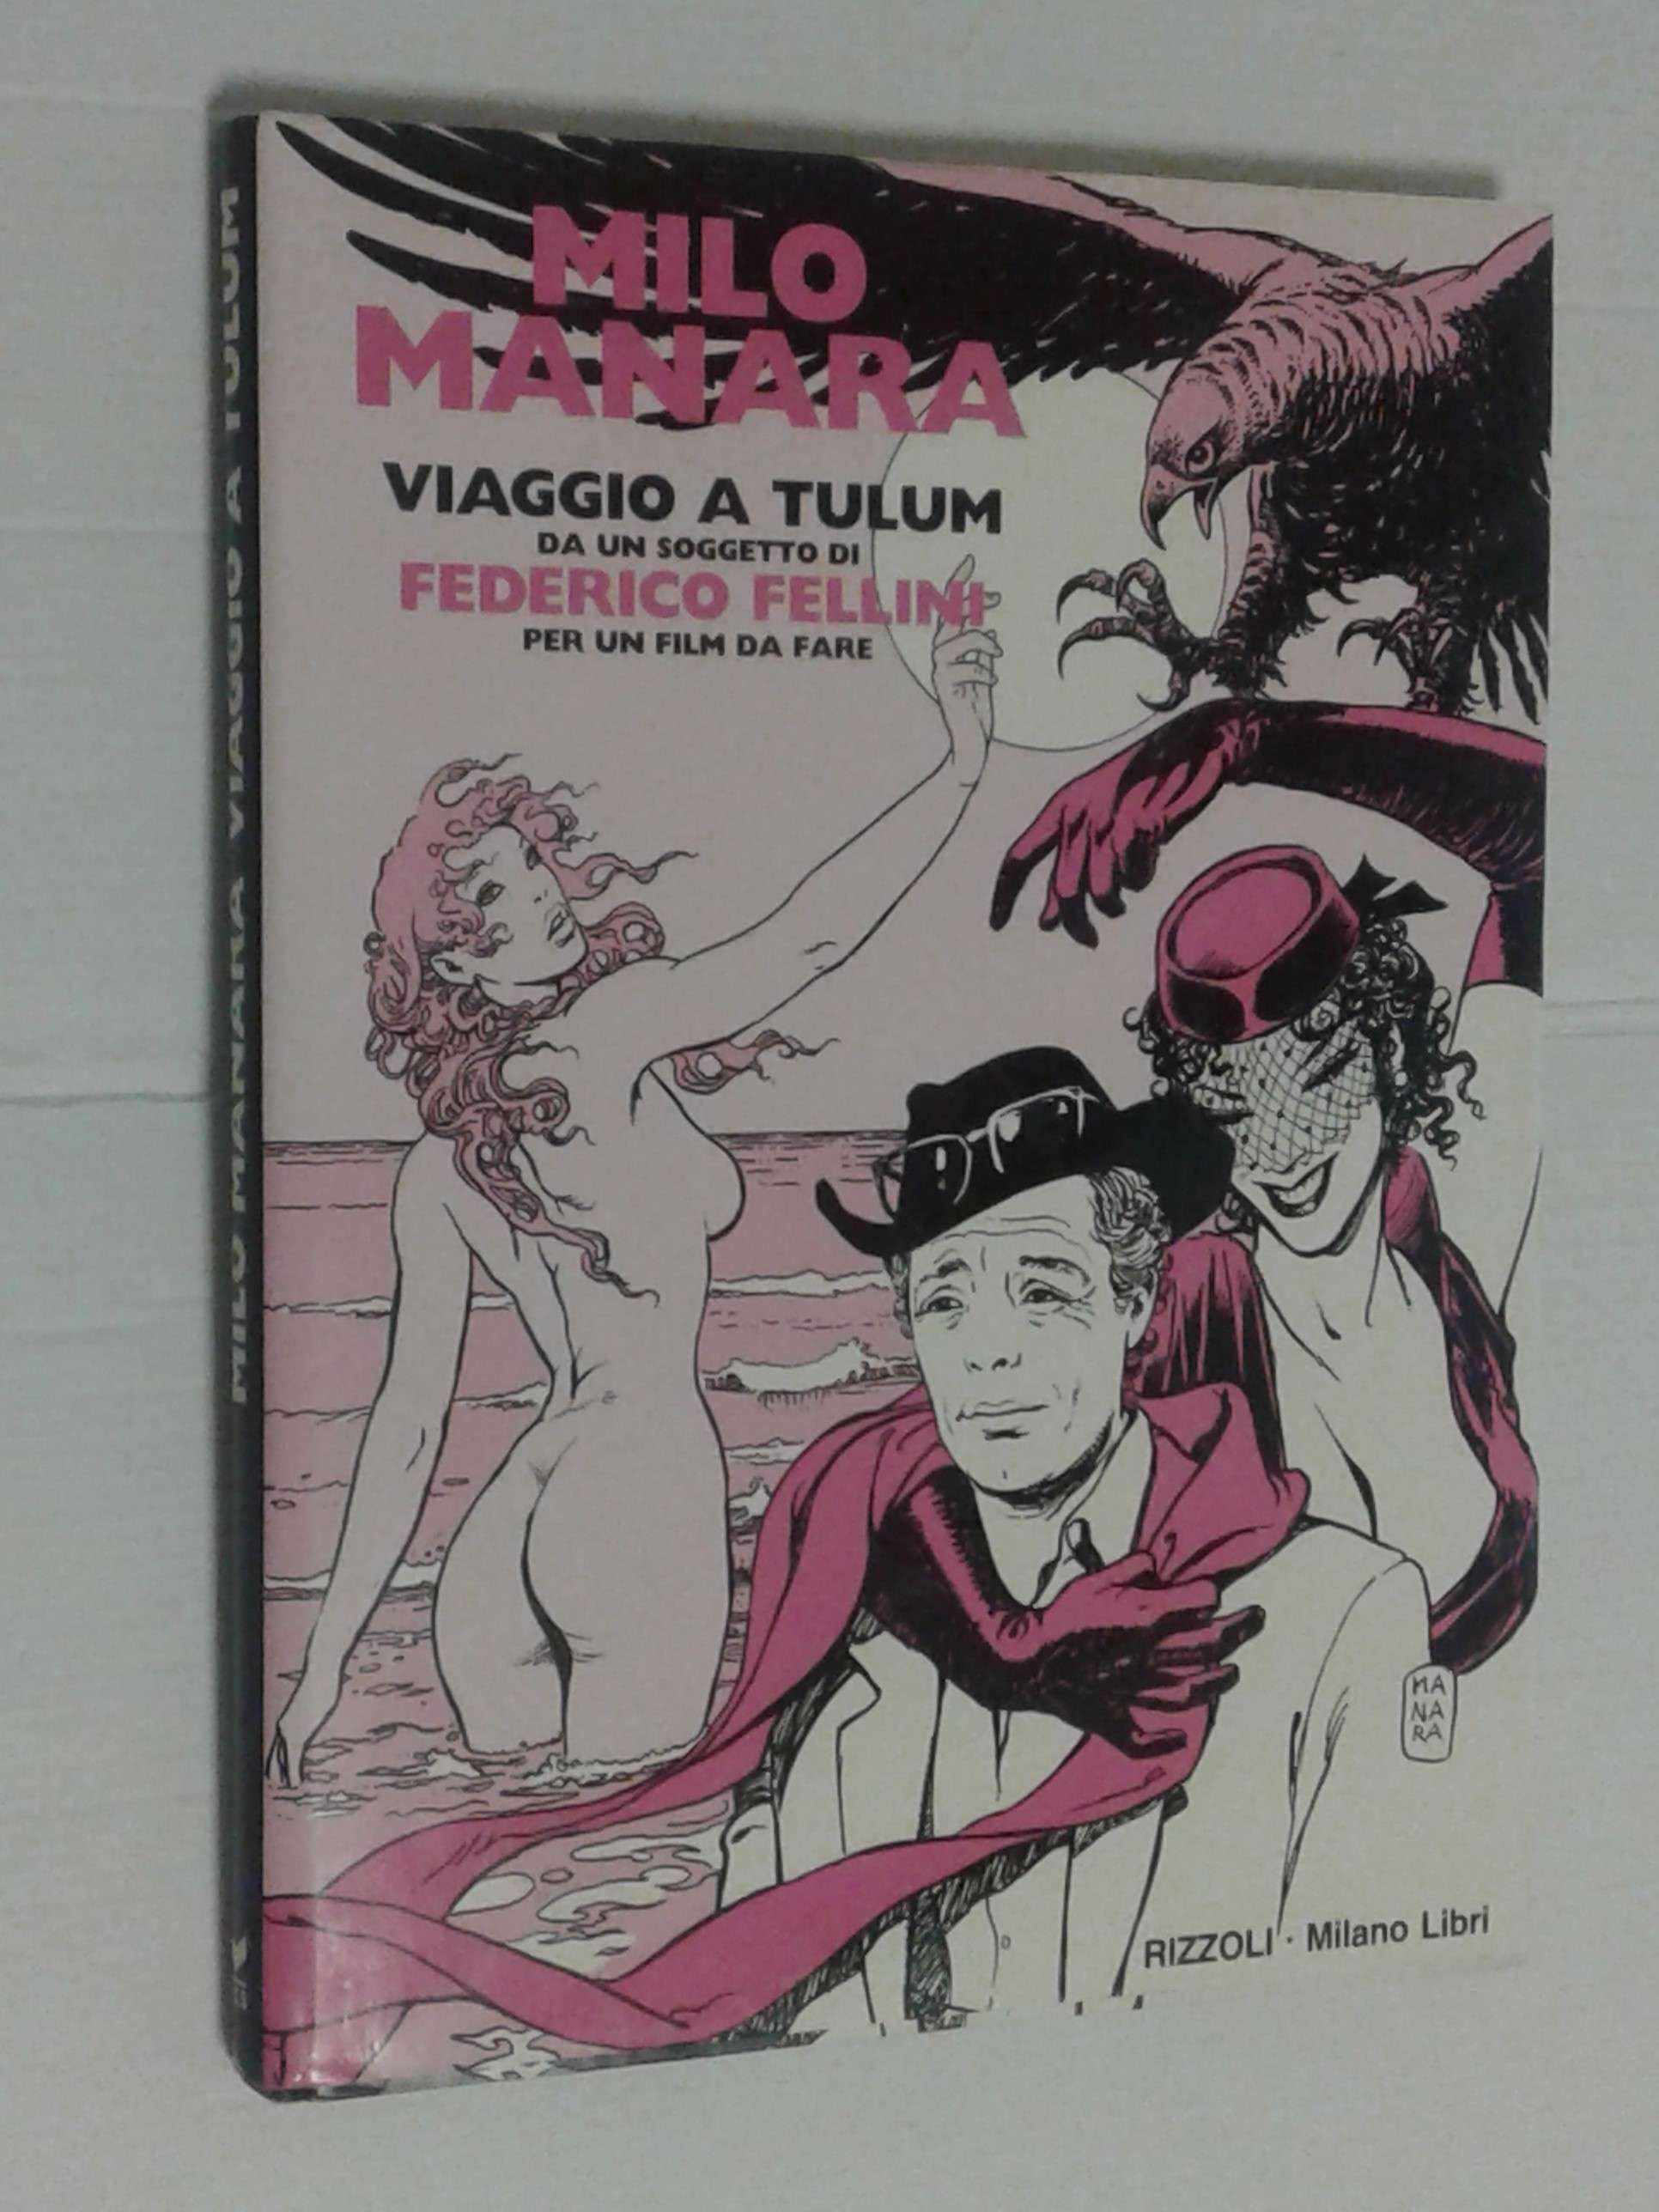 MILO
MANARA
VIAGGIO A TULUM
DA UN SOGGETTO DI
FEDERICO FELLINI
PER UN FILM DA FARE
MA
NA
RA
RIZZOLI · Milano Libri
MILO MANARA VIAGGIO A TULUM